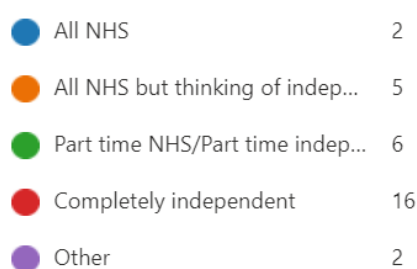 All NHS 2
All NHS but thinking of indep... 5
Part time NHS/Part time indep... 6
Completely independent 16
Other 2